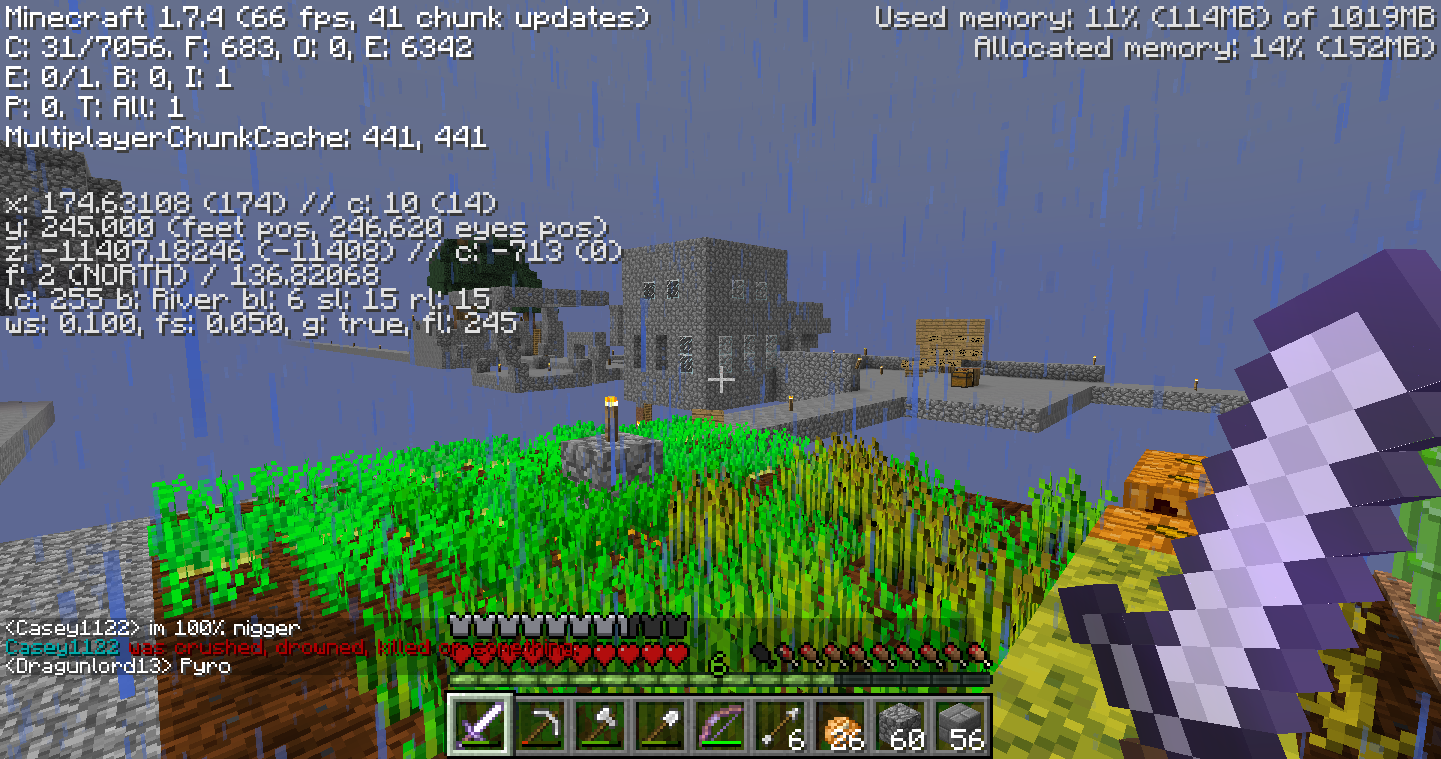 Minecraft 1.7.4 (66 fps, 41 chunk updates)
C: 31/7056. F: 683, O: 0, E: 6342
E: 0/1. B: 0, I: 1
P: 0. T: All: 1
MultiplayerChunkCache: 441, 441
Used memory: 11% (114MB) of 1019MB
Allocated memory: 14% (152MB)
x: 174.63108 (174) // c: 10 (14)
y: 245.000 (feet pos, 246.620 eyes pos)
z: -11407.18246 (-11408) // c: -713 (0)
f: 2 (NORTH) / 136.82068
lc: 255 b: River bl: 6 sl: 15 rl: 15
ws: 0.100, fs: 0.050, g: true, fl: 245
<Casey1122> im 100% nigger
Casey1122 was crushed, drowned, killed or something.
<Dragunlord13> Pyro
6
6 26 60 56